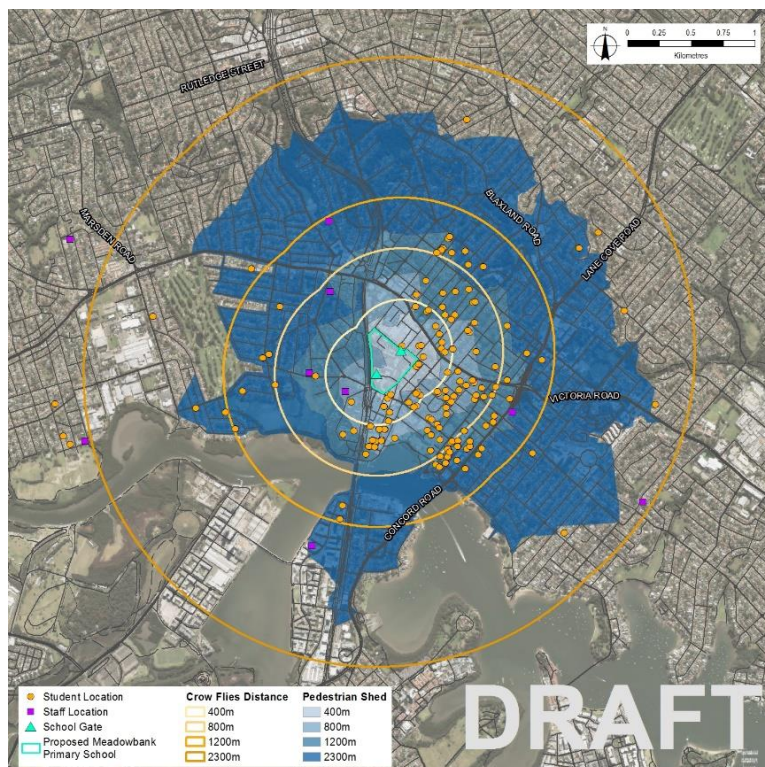 N
0 0.25 0.5 0.75 1
Kilometres
RUTLEDGE STREET
BLAXLAND ROAD
MARSDEN ROAD
LANE COVE ROAD
VICTORIA ROAD
CONCORD ROAD
Student Location
Staff Location
School Gate
Proposed Meadowbank
Primary School
Crow Flies Distance
400m
800m
1200m
2300m
Pedestrian Shed
400m
800m
1200m
2300m
DRAFT